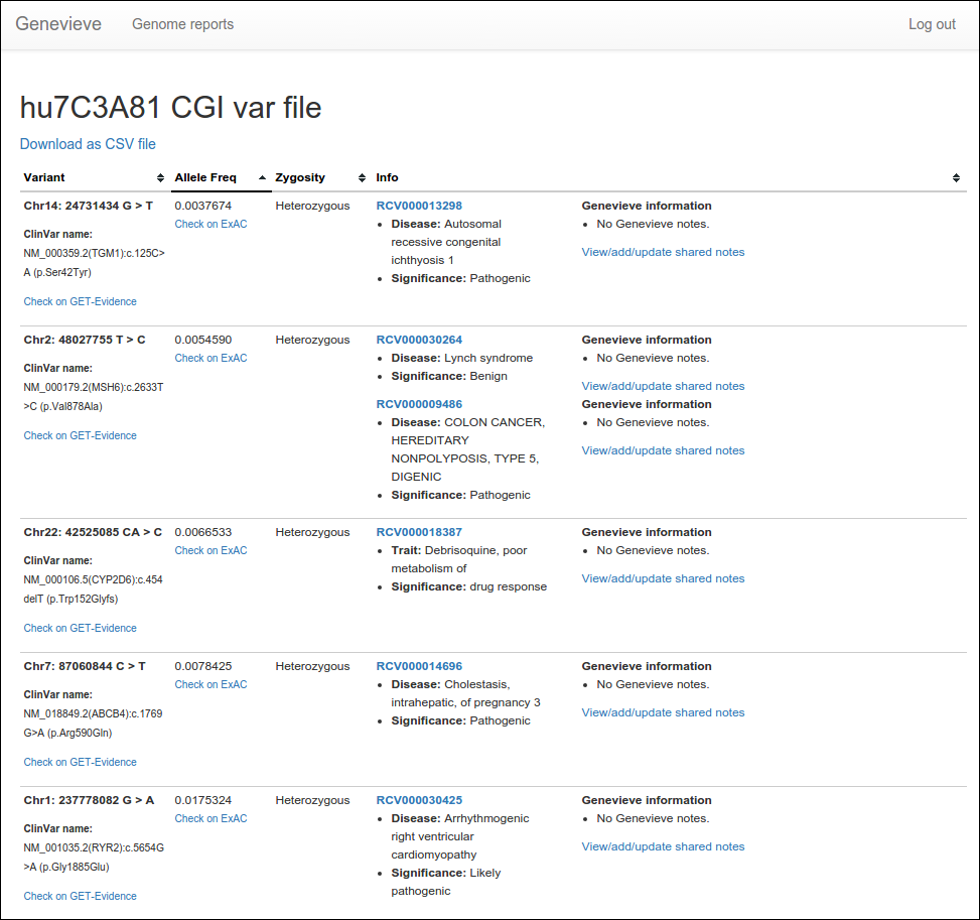 Genevieve Genome reports Log out
hu7C3A81 CGI var file
Download as CSV file
Variant Allele Freq Zygosity Info
Chr14: 24731434 G > T 0.0037674 Heterozygous RCV000013298 Genevieve information
Check on ExAC • Disease: Autosomal • No Genevieve notes.
ClinVar name: recessive congenital
NM_000359.2(TGM1):c.125C> ichthyosis 1 View/add/update shared notes
A (p.Ser42Tyr) • Significance: Pathogenic
Check on GET-Evidence
Chr2: 48027755 T > C 0.0054590 Heterozygous RCV000030264 Genevieve information
Check on ExAC • Disease: Lynch syndrome • No Genevieve notes.
ClinVar name: • Significance: Benign
NM_000179.2(MSH6):c.2633T View/add/update shared notes
>C (p.Val878Ala) RCV000009486 Genevieve information
• Disease: COLON CANCER, • No Genevieve notes.
Check on GET-Evidence HEREDITARY
NONPOLYPOSIS, TYPE 5, View/add/update shared notes
DIGENIC
• Significance: Pathogenic
Chr22: 42525085 CA > C 0.0066533 Heterozygous RCV000018387 Genevieve information
Check on ExAC • Trait: Debrisoquine, poor • No Genevieve notes.
ClinVar name: metabolism of
NM_000106.5(CYP2D6):c.454 • Significance: drug response View/add/update shared notes
delT (p.Trp152Glyfs)
Check on GET-Evidence
Chr7: 87060844 C > T 0.0078425 Heterozygous RCV000014696 Genevieve information
Check on ExAC • Disease: Cholestasis, • No Genevieve notes.
ClinVar name: intrahepatic, of pregnancy 3
NM_018849.2(ABCB4):c.1769 • Significance: Pathogenic View/add/update shared notes
G>A (p.Arg590Gln)
Check on GET-Evidence
Chr1: 237778082 G > A 0.0175324 Heterozygous RCV000030425 Genevieve information
Check on ExAC • Disease: Arrhythmogenic • No Genevieve notes.
ClinVar name: right ventricular
NM_001035.2(RYR2):c.5654G cardiomyopathy View/add/update shared notes
>A (p.Gly1885Glu) • Significance: Likely
pathogenic
Check on GET-Evidence